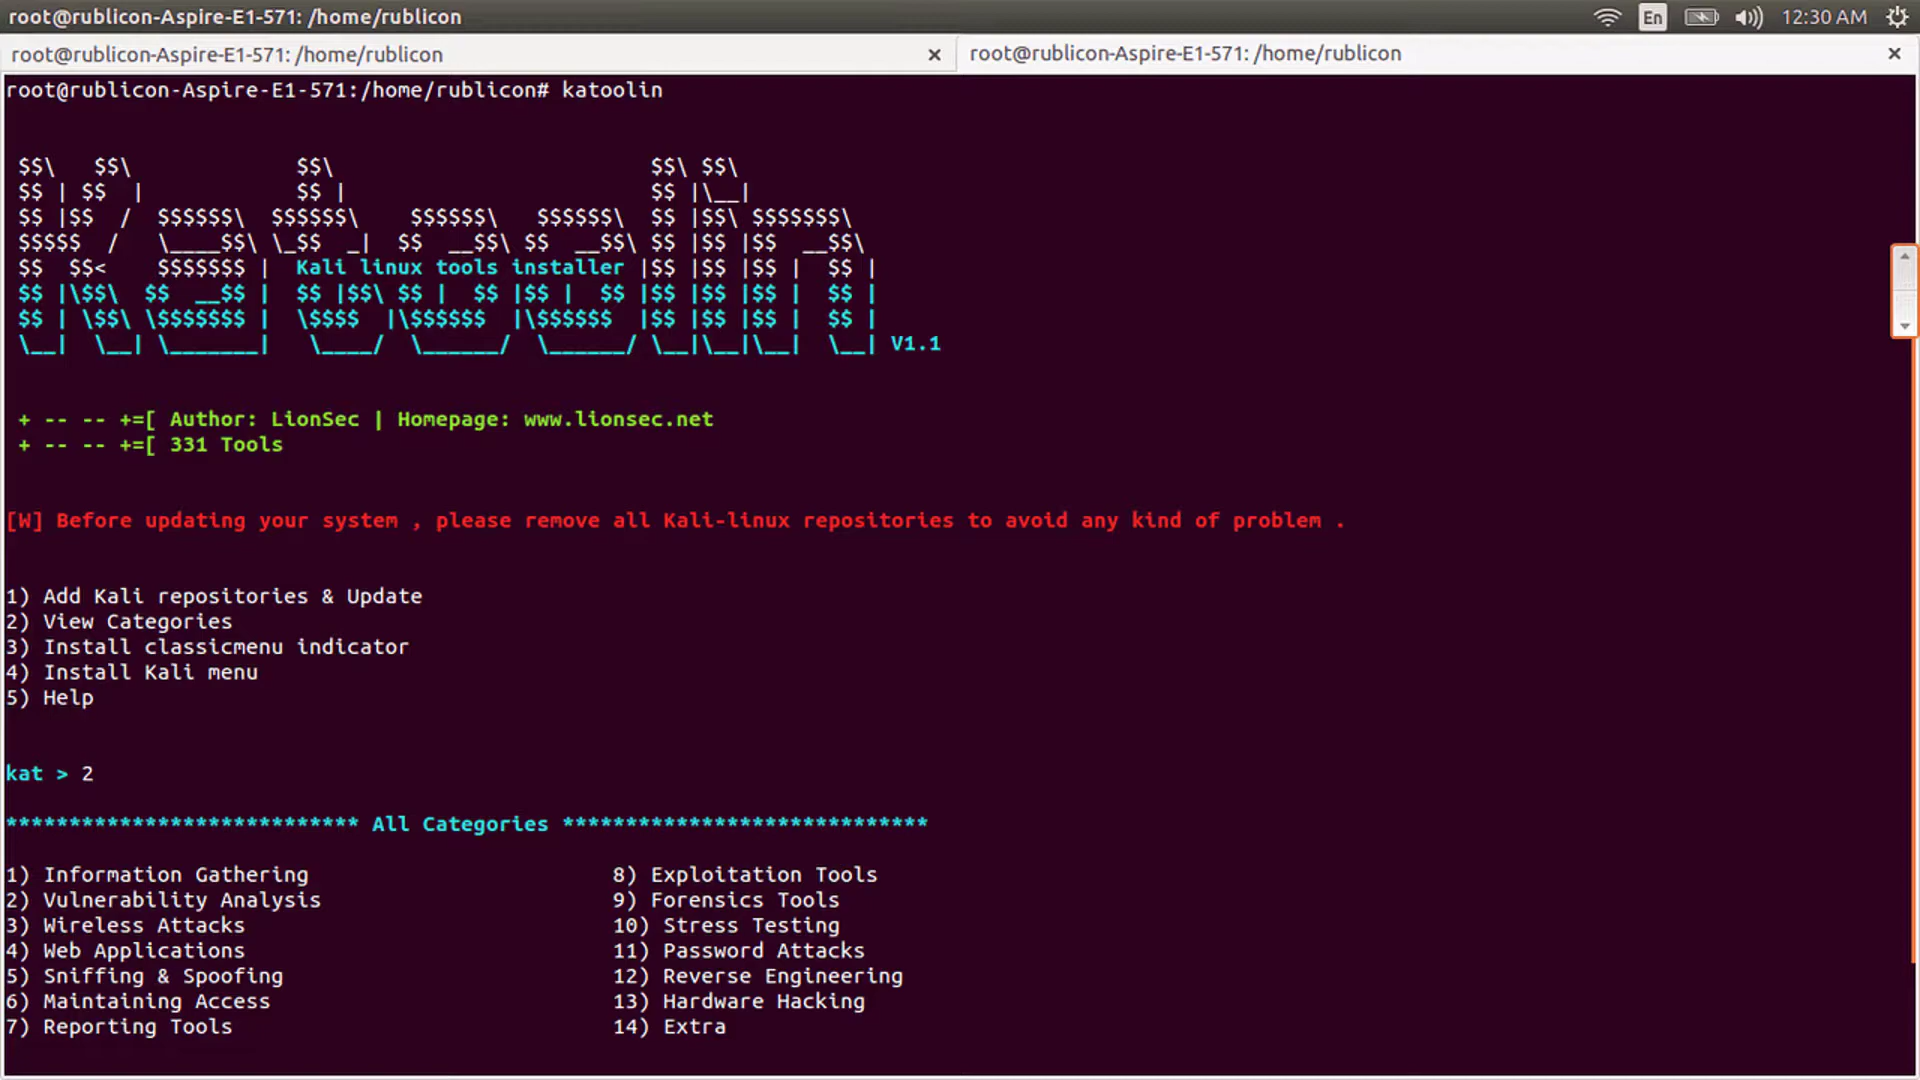 root@rublicon-Aspire-E1-571: /home/rublicon En 12:30 AM
root@rublicon-Aspire-E1-571: /home/rublicon × root@rublicon-Aspire-E1-571: /home/rublicon ×
root@rublicon-Aspire-E1-571:/home/rublicon# katoolin
 $$\   $$\             $$\                         $$\ $$\
 $$ | $$  |            $$ |                        $$ |\__|
 $$ |$$  /  $$$$$$\  $$$$$$\    $$$$$$\   $$$$$$\  $$ |$$\ $$$$$$$\
 $$$$$  /   \____$$\ \_$$  _|  $$  __$$\ $$  __$$\ $$ |$$ |$$  __$$\
 $$  $$<    $$$$$$$ |  Kali linux tools installer |$$ |$$ |$$ |  $$ |
 $$ |\$$\  $$  __$$ |  $$ |$$\ $$ |  $$ |$$ |  $$ |$$ |$$ |$$ |  $$ |
 $$ | \$$\ \$$$$$$$ |  \$$$$  |\$$$$$$  |\$$$$$$  |$$ |$$ |$$ |  $$ |
 \__|  \__| \_______|   \____/  \______/  \______/ \__|\__|\__|  \__| V1.1
 + -- -- +=[ Author: LionSec | Homepage: www.lionsec.net
 + -- -- +=[ 331 Tools
[W] Before updating your system , please remove all Kali-linux repositories to avoid any kind of problem .
1) Add Kali repositories & Update
2) View Categories
3) Install classicmenu indicator
4) Install Kali menu
5) Help
kat > 2
**************************** All Categories *****************************
1) Information Gathering 8) Exploitation Tools
2) Vulnerability Analysis 9) Forensics Tools
3) Wireless Attacks 10) Stress Testing
4) Web Applications 11) Password Attacks
5) Sniffing & Spoofing 12) Reverse Engineering
6) Maintaining Access 13) Hardware Hacking
7) Reporting Tools 14) Extra